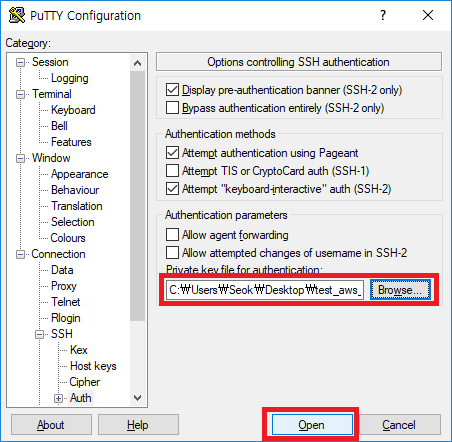 PuTTY Configuration
?
Category:
Session
Logging
Terminal
Keyboard
Bell
Features
Window
Appearance
Behaviour
Translation
Selection
Colours
Connection
Data
Proxy
Telnet
Rlogin
SSH
Kex
Host keys
Cipher
Auth
Options controlling SSH authentication
Display pre-authentication banner (SSH-2 only)
Bypass authentication entirely (SSH-2 only)
Authentication methods
Attempt authentication using Pageant
Attempt TIS or CryptoCard auth (SSH-1)
Attempt "keyboard-interactive" auth (SSH-2)
Authentication parameters
Allow agent forwarding
Allow attempted changes of username in SSH-2
Private key file for authentication:
C:₩Users₩Seok₩Desktop₩test_aws_ Browse...
About Help Open Cancel